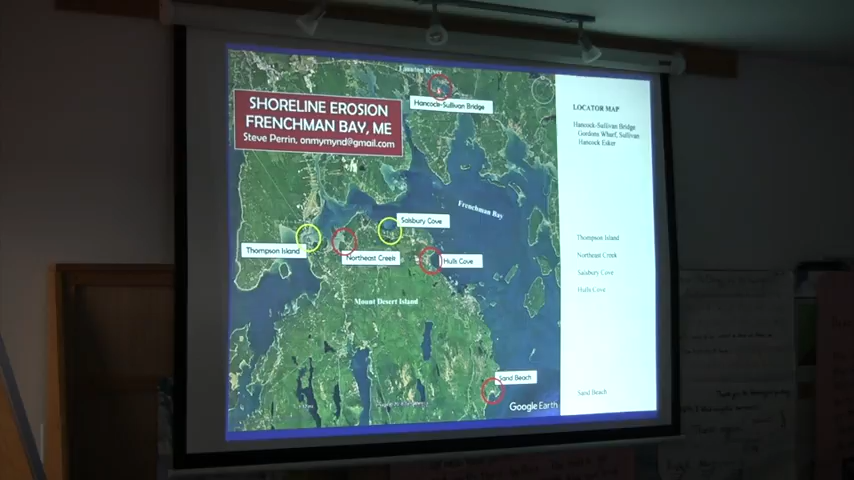 Hancock-Sullivan Bridge
SHORELINE EROSION
FRENCHMAN BAY, ME
Steve Perrin, onmymynd@gmail.com
Frenchman Bay
Salsbury Cove
Thompson Island
Northeast Creek
Hulls Cove
Mount Desert Island
Sand Beach
Google Earth
LOCATOR MAP
Hancock-Sullivan Bridge
Gordons Wharf, Sullivan
Hancock Esker
Thompson Island
Northeast Creek
Salsbury Cove
Hulls Cove
Sand Beach